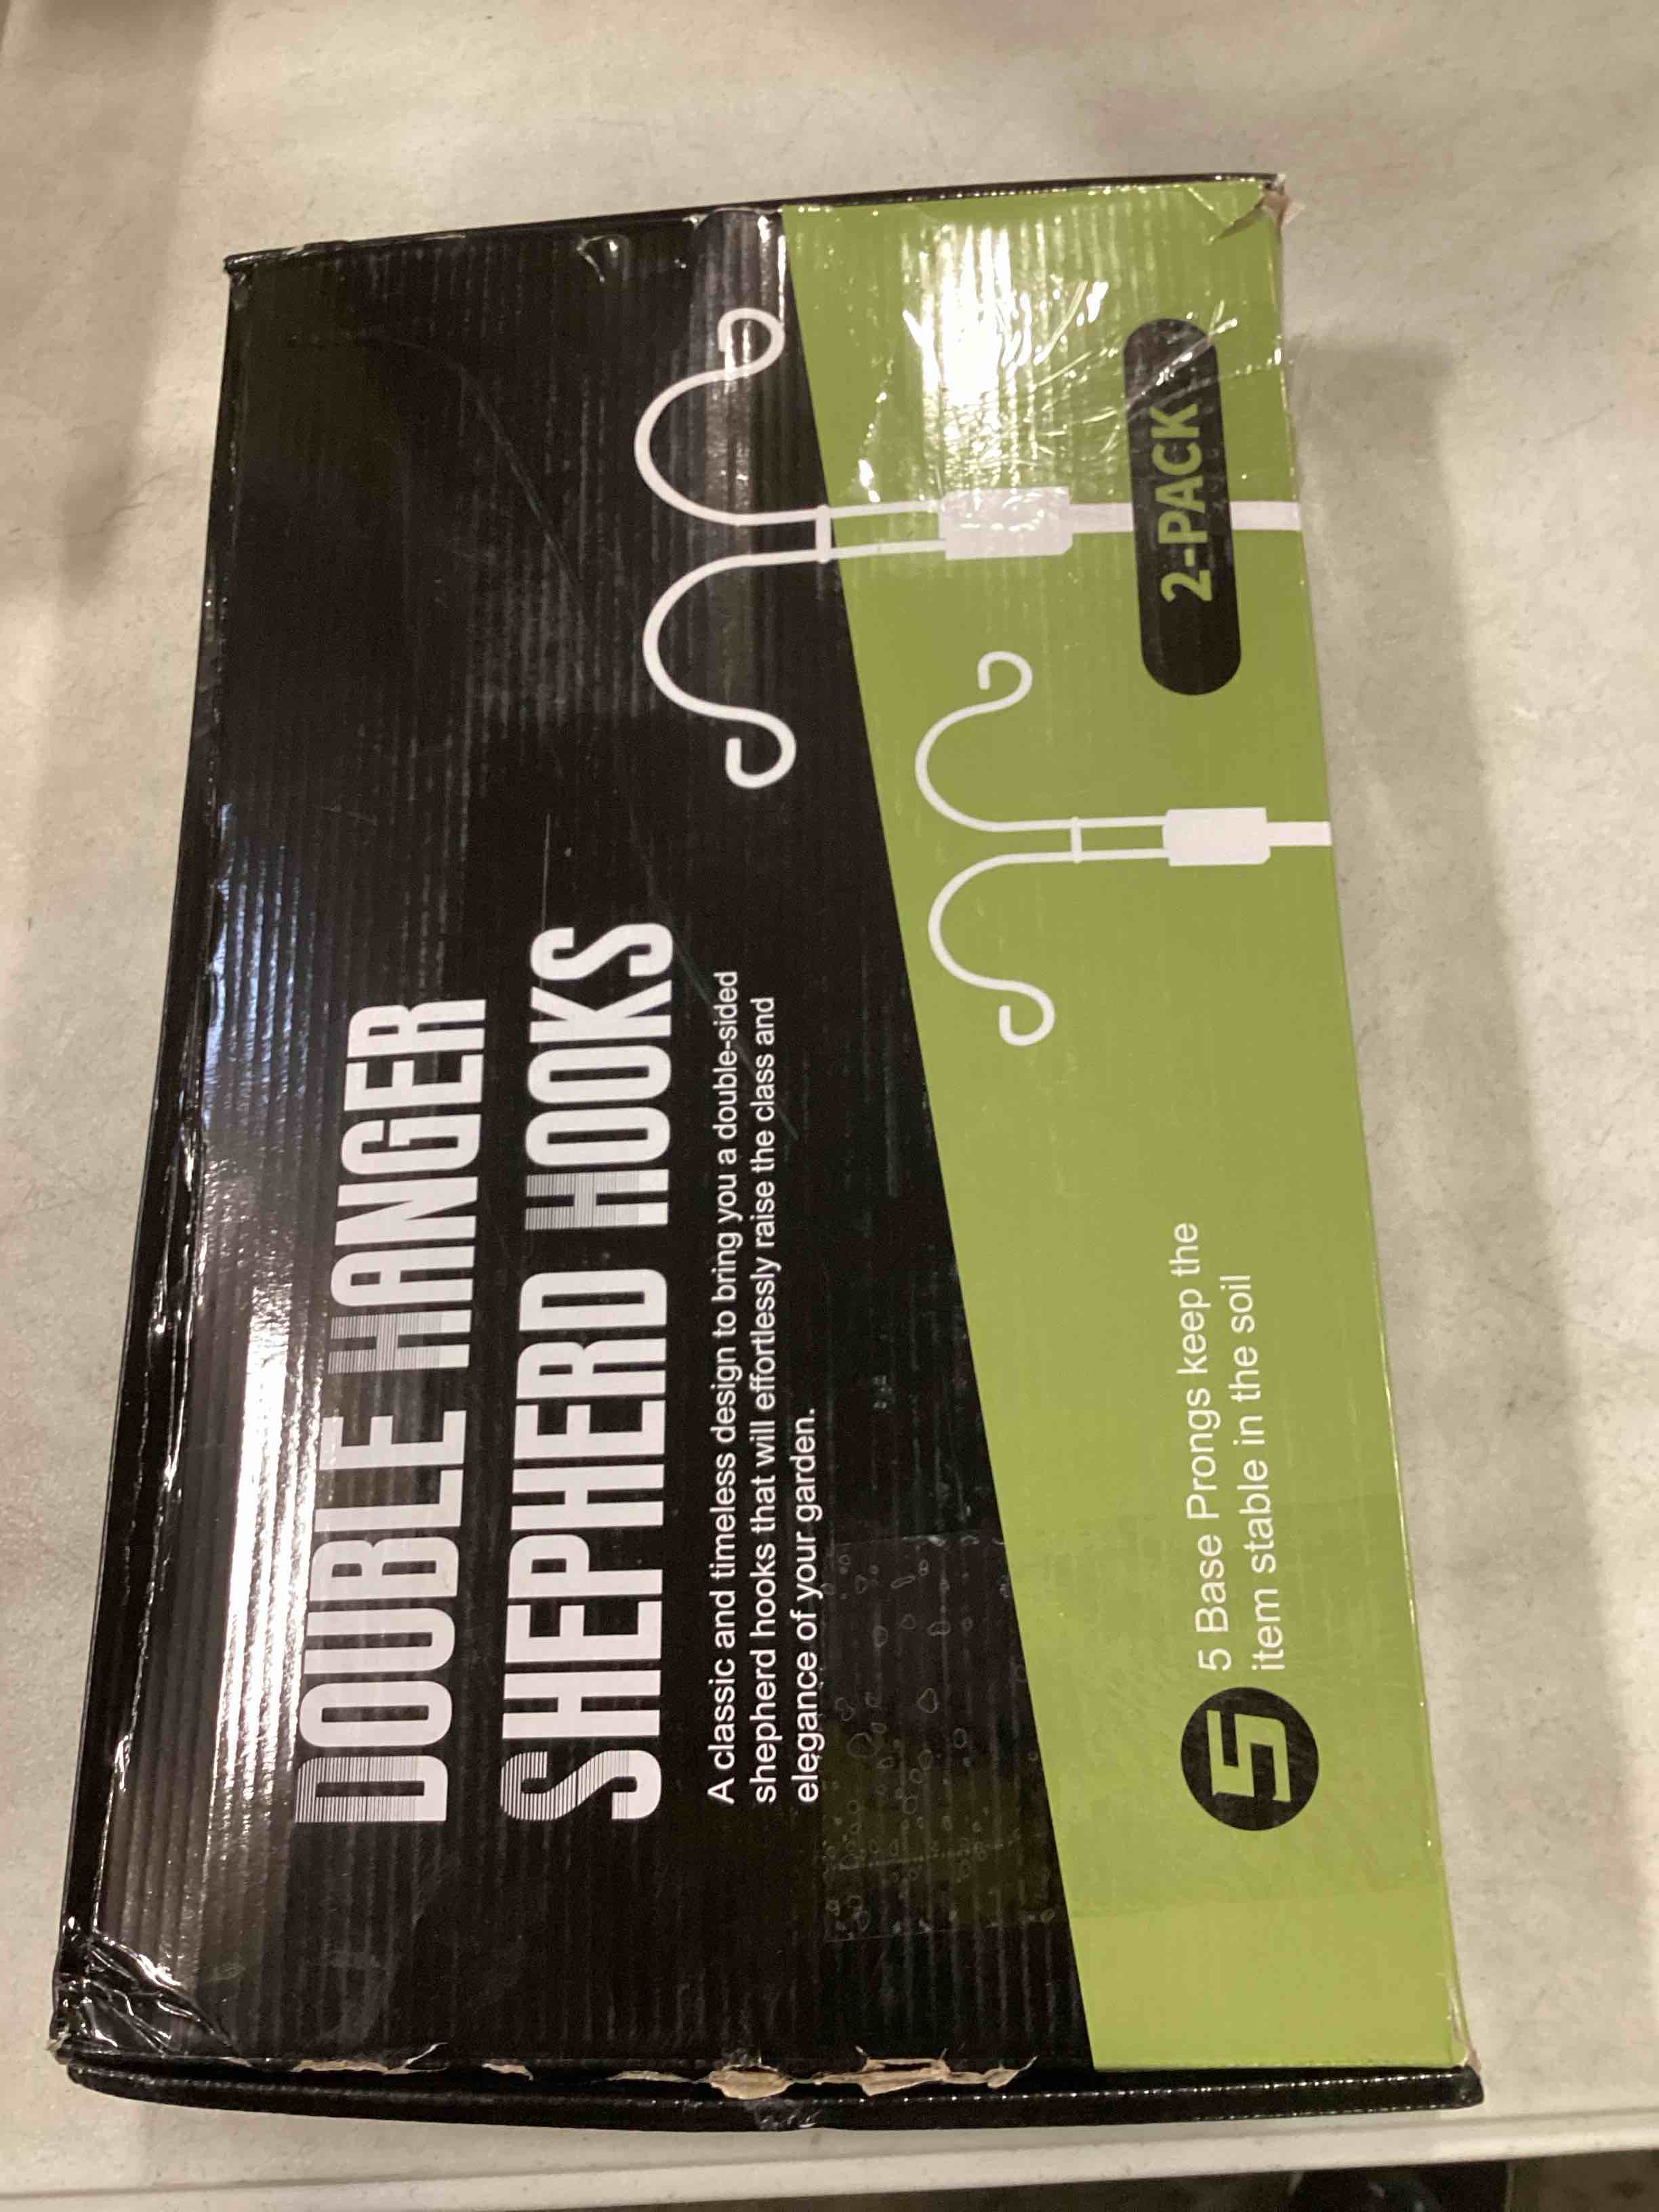 DOUBLE HANGER
SHEPHERD HOOKS
A classic and timeless design to bring you a double-sided
shepherd hooks that will effortlessly raise the class and
elegance of your garden.
2-PACK
5
5 Base Prongs keep the
item stable in the soil